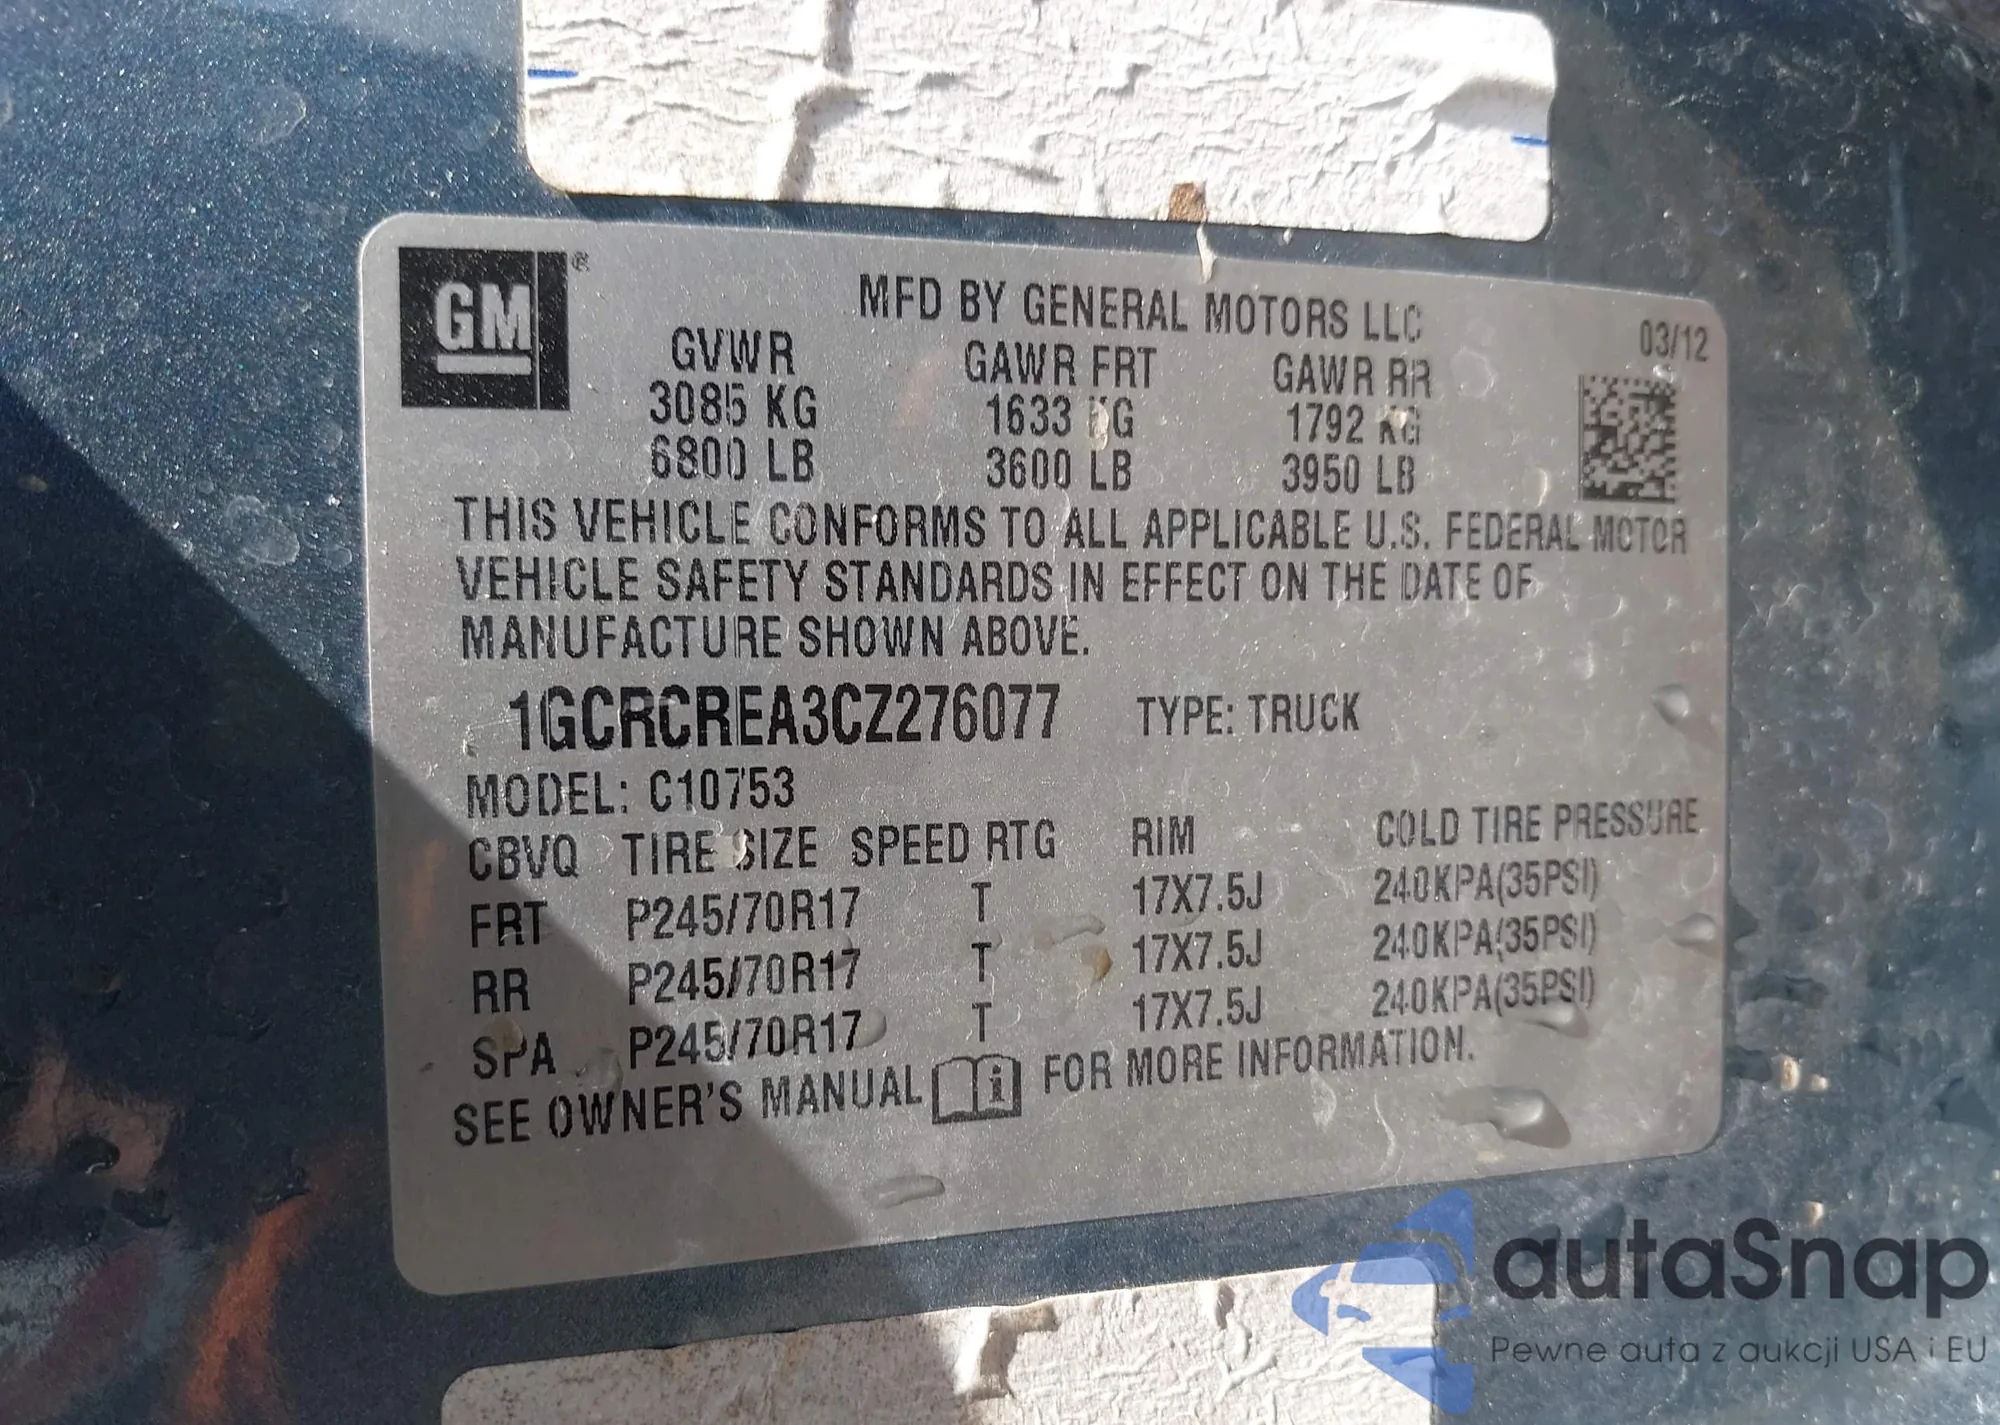 GM ®
MFD BY GENERAL MOTORS LLC
03/12
GVWR GAWR FRT GAWR RR
3085 KG 1633 KG 1792 KG
6800 LB 3600 LB 3950 LB
THIS VEHICLE CONFORMS TO ALL APPLICABLE U.S. FEDERAL MOTOR
VEHICLE SAFETY STANDARDS IN EFFECT ON THE DATE OF
MANUFACTURE SHOWN ABOVE.
1GCRCREA3CZ276077 TYPE: TRUCK
MODEL: C10753
CBVQ TIRE SIZE SPEED RTG RIM COLD TIRE PRESSURE
FRT P245/70R17 T 17X7.5J 240KPA(35PSI)
RR P245/70R17 T 17X7.5J 240KPA(35PSI)
SPA P245/70R17 T 17X7.5J 240KPA(35PSI)
SEE OWNER'S MANUAL i FOR MORE INFORMATION.
autaSnap
Pewne auta z aukcji USA i EU